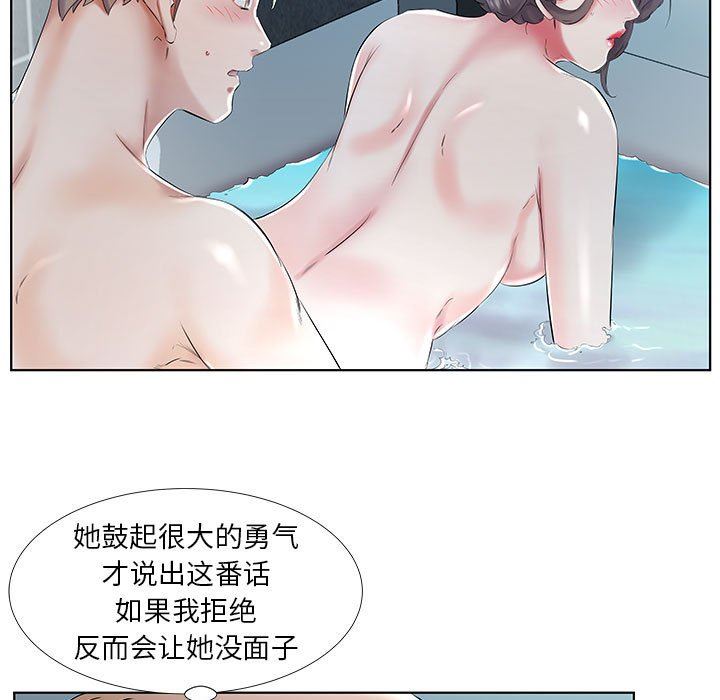 她鼓起很大的勇气
才说出这番话
如果我拒绝
反而会让她没面子